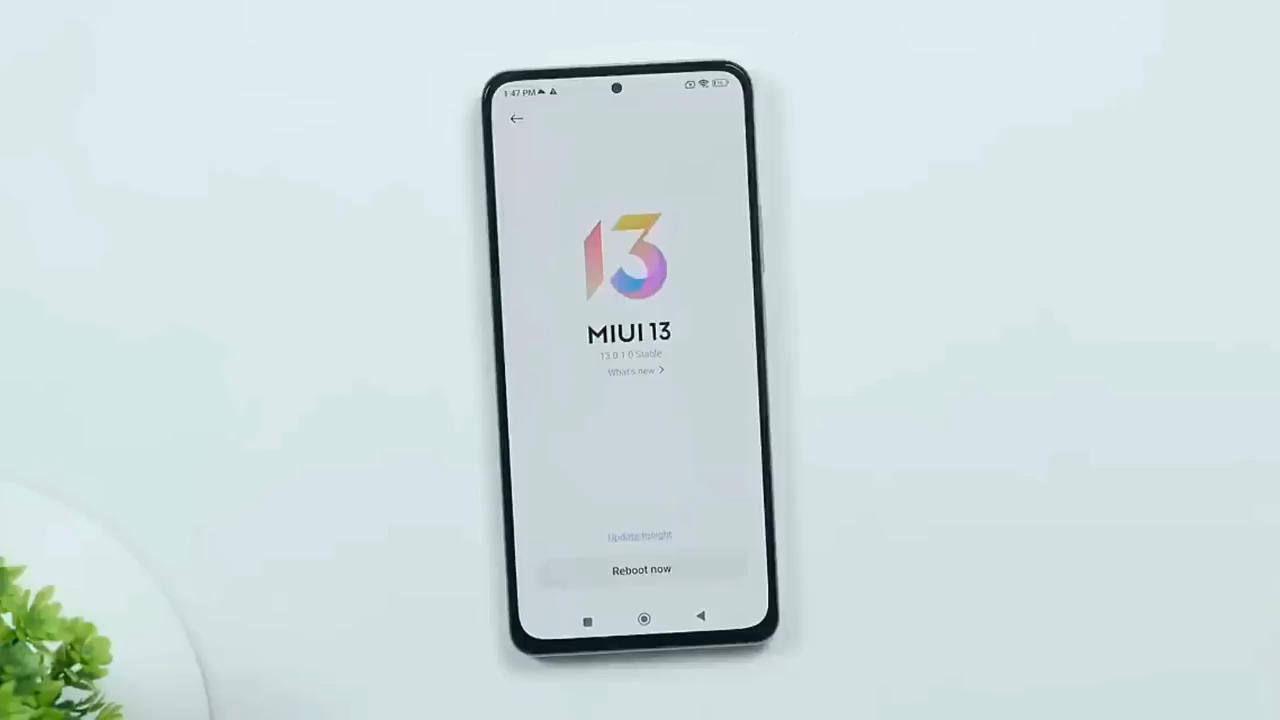 1:47 PM
13
MIUI 13
13.0.1.0 Stable
What's new
Update tonight
Reboot now